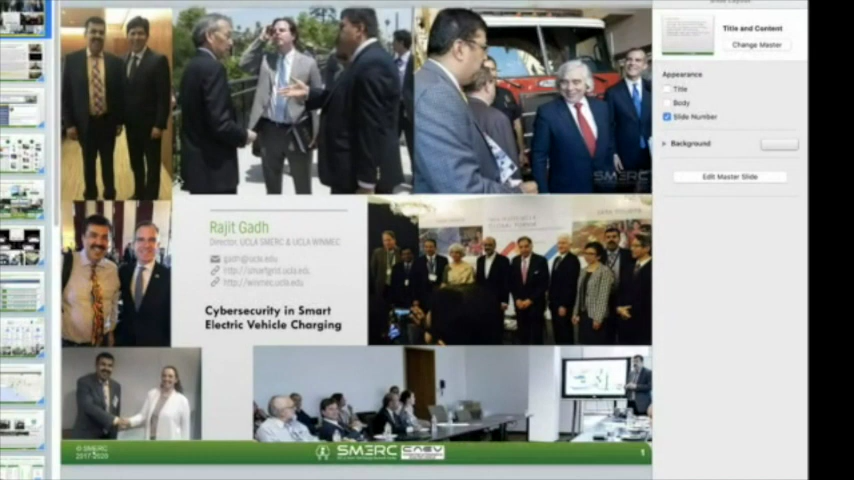 Title and Content
Change Master
Appearance
Title
Body
Slide Number
Background
Edit Master Slide
SMERC
Rajit Gadh
Director, UCLA SMERC & UCLA WINMEC
gadh@ucla.edu
http://smartgrid.ucla.edu
http://winmec.ucla.edu
Cybersecurity in Smart
Electric Vehicle Charging
© SMERC
SMERC
1